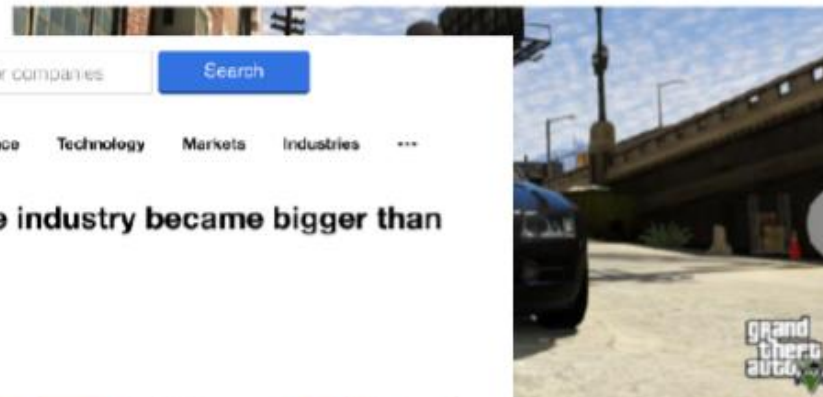 r companies
Search
ce Technology Markets Industries ...
e industry became bigger than
grand
theft
auto